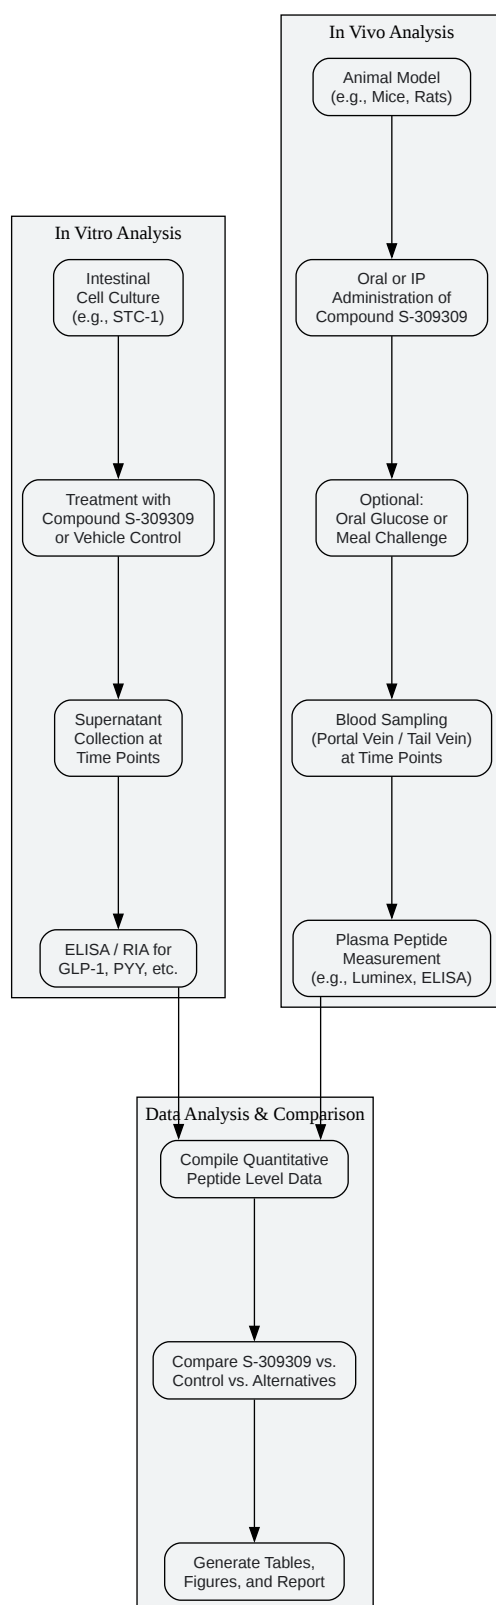 In Vivo Analysis
Animal Model
(e.g., Mice, Rats)
Oral or IP
Administration of
Compound S-309309
Optional:
Oral Glucose or
Meal Challenge
Blood Sampling
(Portal Vein / Tail Vein)
at Time Points
Plasma Peptide
Measurement
(e.g., Luminex, ELISA)
In Vitro Analysis
Intestinal
Cell Culture
(e.g., STC-1)
Treatment with
Compound S-309309
or Vehicle Control
Supernatant
Collection at
Time Points
ELISA / RIA for
GLP-1, PYY, etc.
Data Analysis & Comparison
Compile Quantitative
Peptide Level Data
Compare S-309309 vs.
Control vs. Alternatives
Generate Tables,
Figures, and Report